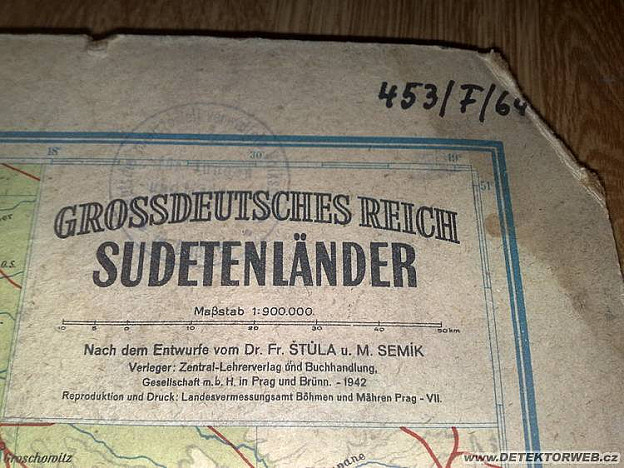 453/F/64
18°
30'
19°
51°
GROSSDEUTSCHES REICH
SUDETENLÄNDER
Maßstab 1:900.000.
10 5 0 10 20 30 40 50 km
Nach dem Entwurfe vom Dr. Fr. ŠTŮLA u. M. SEMÍK
Verleger: Zentral-Lehrerverlag und Buchhandlung,
Gesellschaft m. b. H. in Prag und Brünn. - 1942
Reproduktion und Druck: Landesvermessungsamt Böhmen und Mähren Prag - VII.
O.S.
Groschowitz
www.DETEKTORWEB.cz